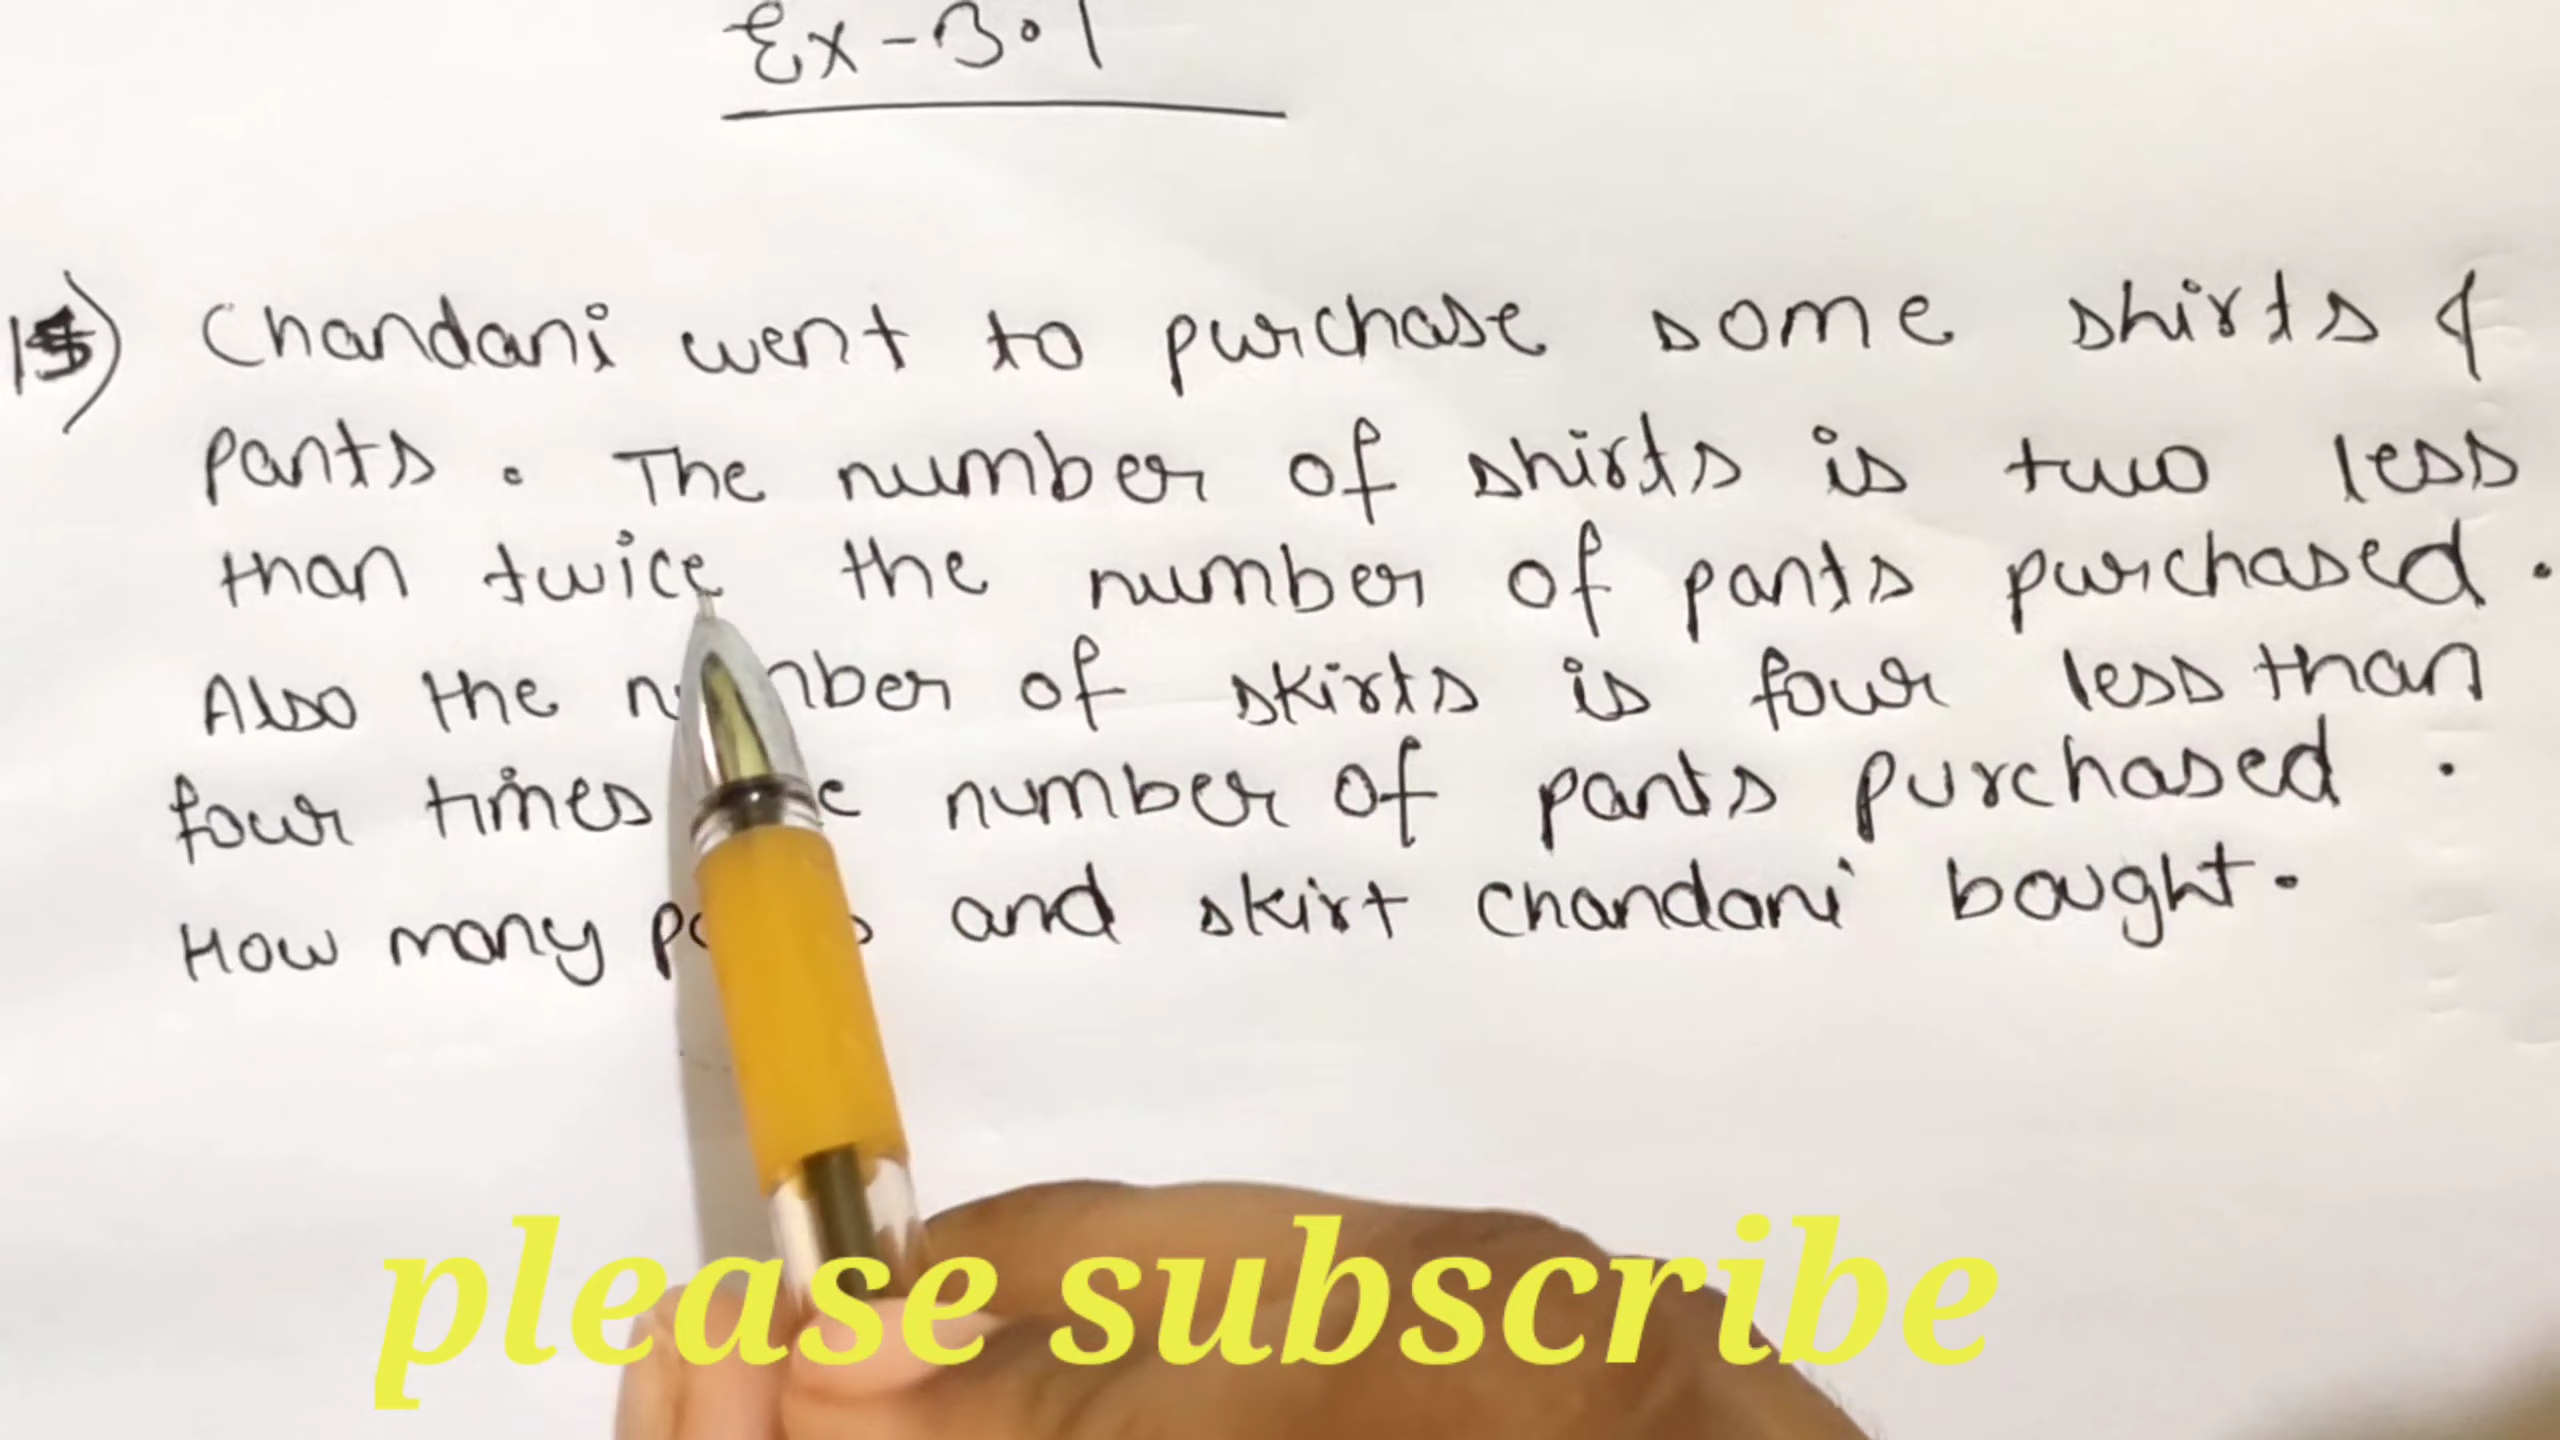 Ex-3.1
15) Chandani went to purchase some shirts &
pants. The number of shirts is two less
than twice the number of pants purchased.
Also the number of skirts is four less than
four times number of pants purchased.
How many and skirt chandani bought.
please subscribe